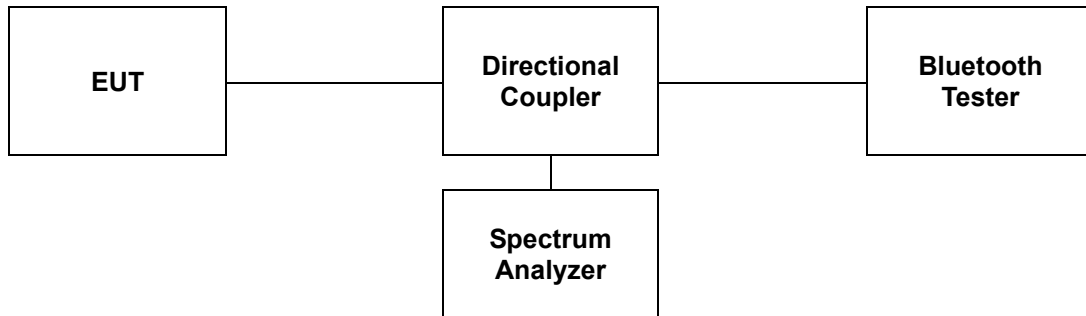 EUT
Directional
Coupler
Bluetooth
Tester
Spectrum
Analyzer